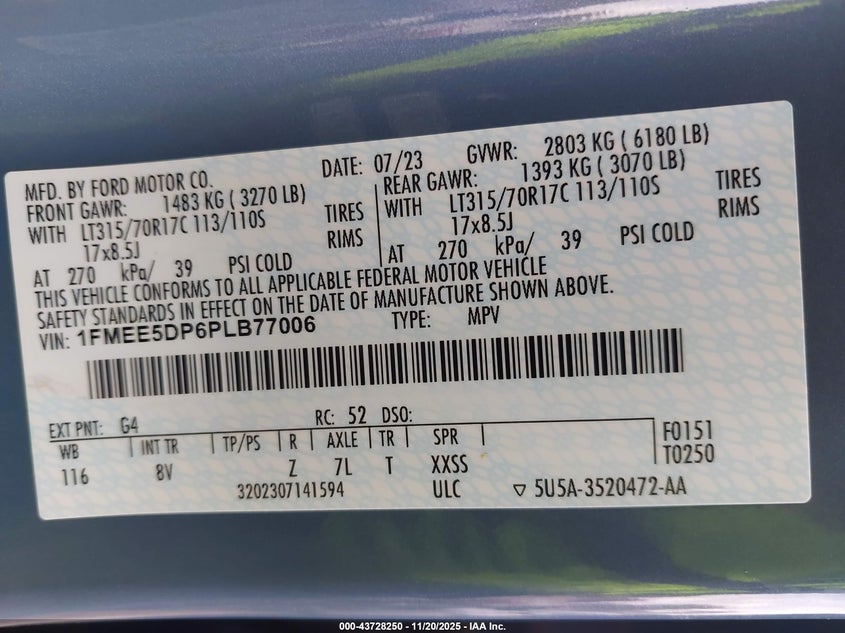 MFD. BY FORD MOTOR CO. DATE: 07/23 GVWR: 2803 KG ( 6180 LB)
FRONT GAWR: 1483 KG ( 3270 LB) REAR GAWR: 1393 KG ( 3070 LB)
WITH LT315/70R17C 113/110S TIRES WITH LT315/70R17C 113/110S TIRES
17x8.5J RIMS 17x8.5J RIMS
AT 270 kPa/ 39 PSI COLD AT 270 kPa/ 39 PSI COLD
THIS VEHICLE CONFORMS TO ALL APPLICABLE FEDERAL MOTOR VEHICLE
SAFETY STANDARDS IN EFFECT ON THE DATE OF MANUFACTURE SHOWN ABOVE.
VIN: 1FMEE5DP6PLB77006 TYPE: MPV
EXT PNT: G4 RC: 52 DSO:
WB INT TR TP/PS R AXLE TR SPR F0151
116 8V Z 7L T XXSS T0250
3202307141594 ULC ▽ 5U5A-3520472-AA
000-43728250 - 11/20/2025 - IAA Inc.